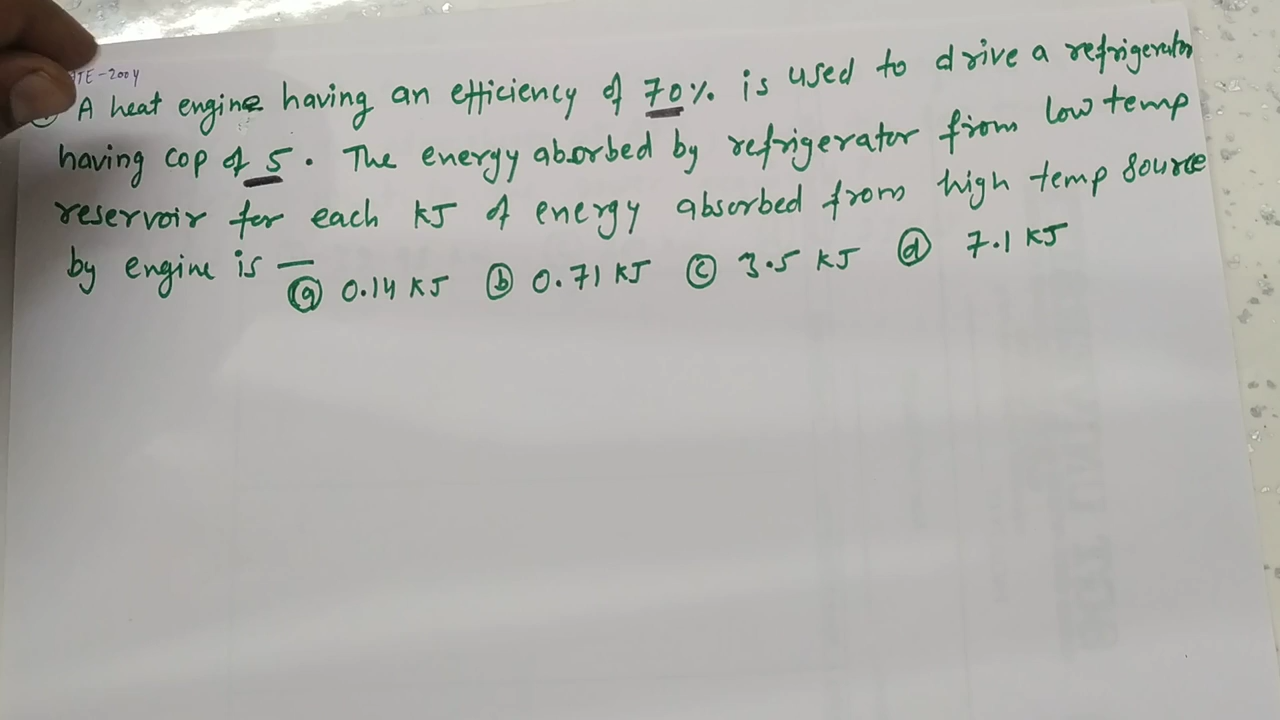 ATE-2004
A heat engine having an efficiency of 70%. is used to drive a refrigerator
having cop of 5. The energy aborbed by refrigerator from low temp
reservoir for each KJ of energy absorbed from high temp source
by engine is —
(a) 0.14 KJ (b) 0.71 KJ (c) 3.5 KJ (d) 7.1 KJ